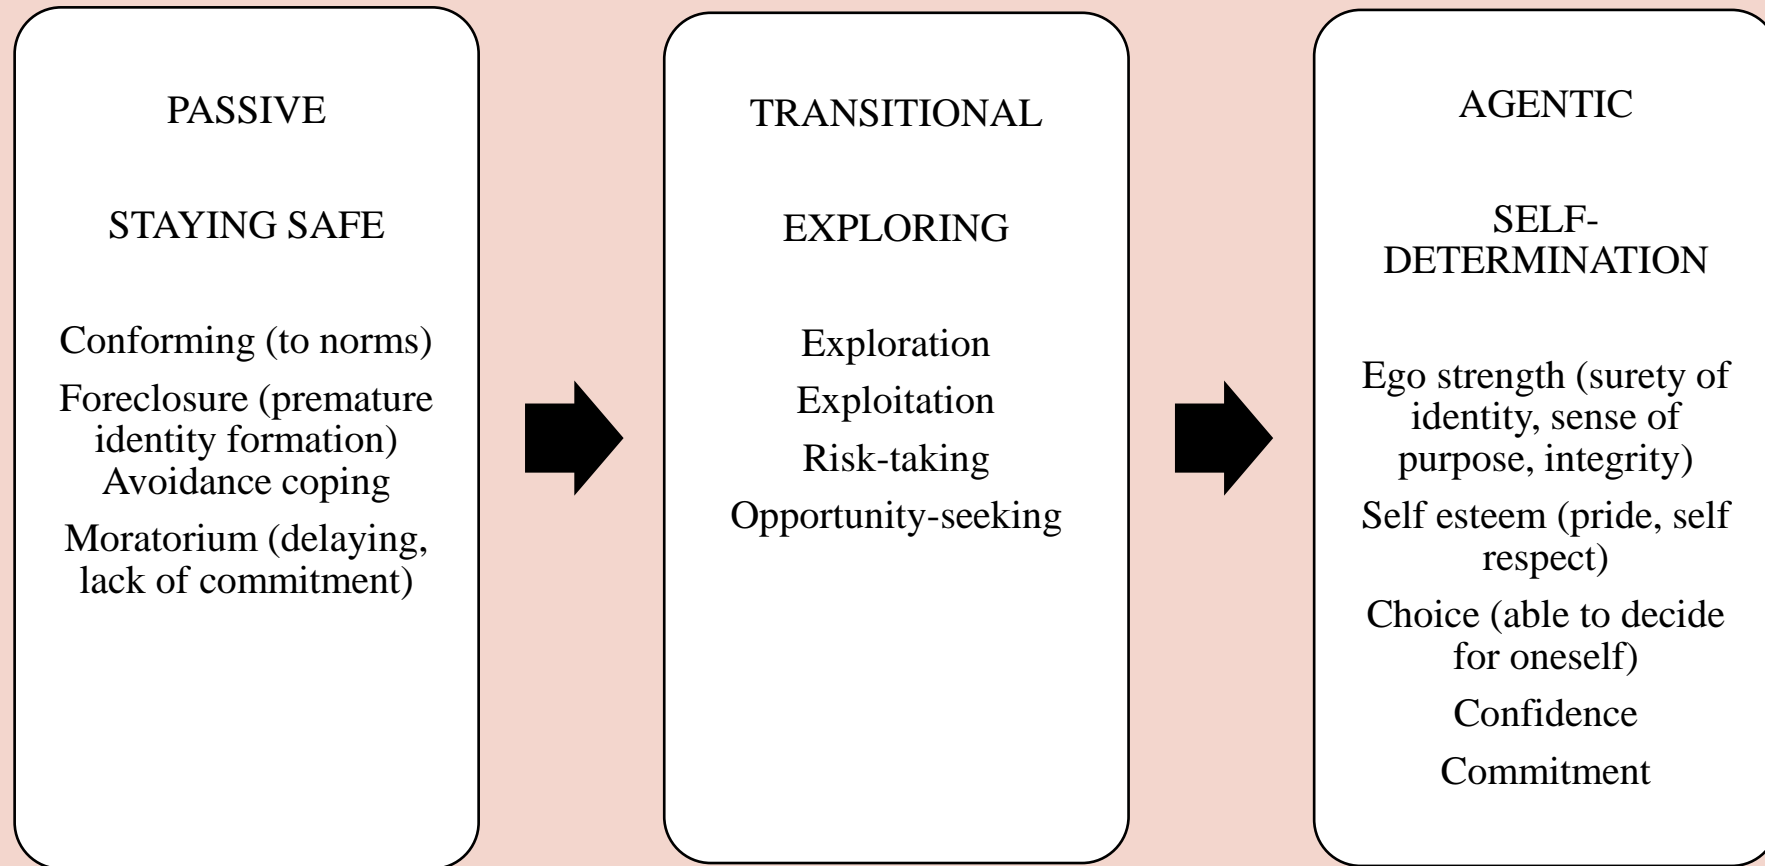 PASSIVE
STAYING SAFE
Conforming (to norms)
Foreclosure (premature
identity formation)
Avoidance coping
Moratorium (delaying,
lack of commitment)
TRANSITIONAL
EXPLORING
Exploration
Exploitation
Risk-taking
Opportunity-seeking
AGENTIC
SELF-
DETERMINATION
Ego strength (surety of
identity, sense of
purpose, integrity)
Self esteem (pride, self
respect)
Choice (able to decide
for oneself)
Confidence
Commitment